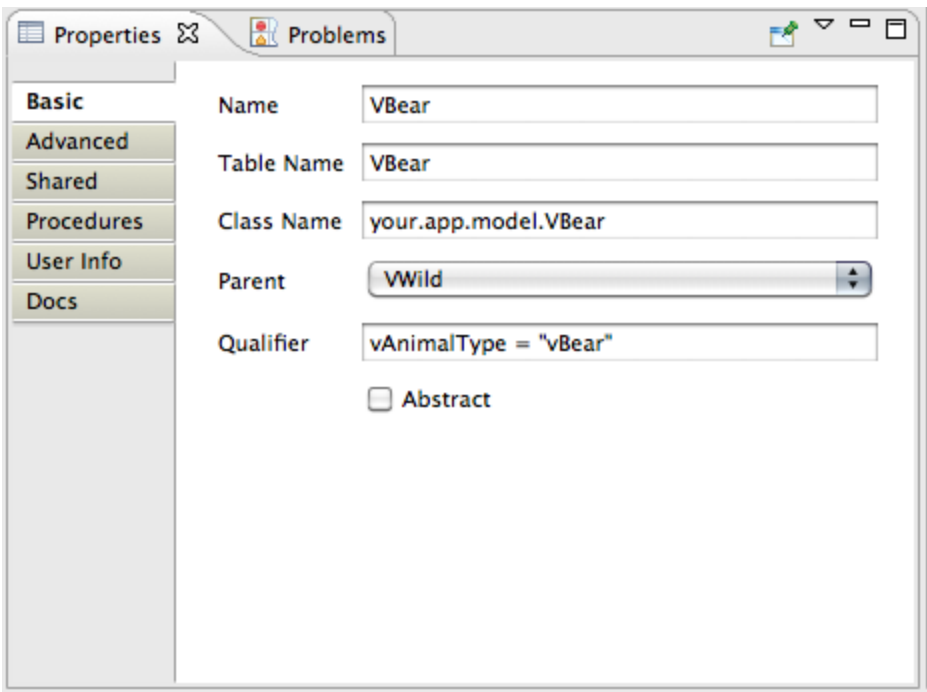 Properties Problems
Basic
Advanced
Shared
Procedures
User Info
Docs
Name VBear
Table Name VBear
Class Name your.app.model.VBear
Parent VWild
Qualifier vAnimalType = "vBear"
Abstract